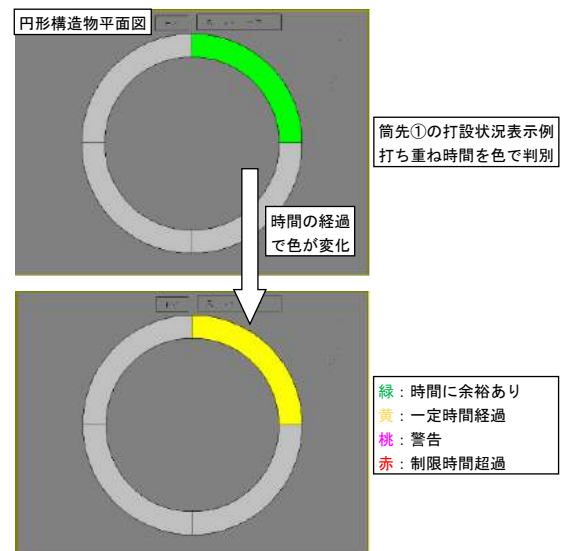 円形構造物平面図
筒先①の打設状況表示例
打ち重ね時間を色で判別
時間の経過
で色が変化
緑：時間に余裕あり
黄：一定時間経過
桃：警告
赤：制限時間超過